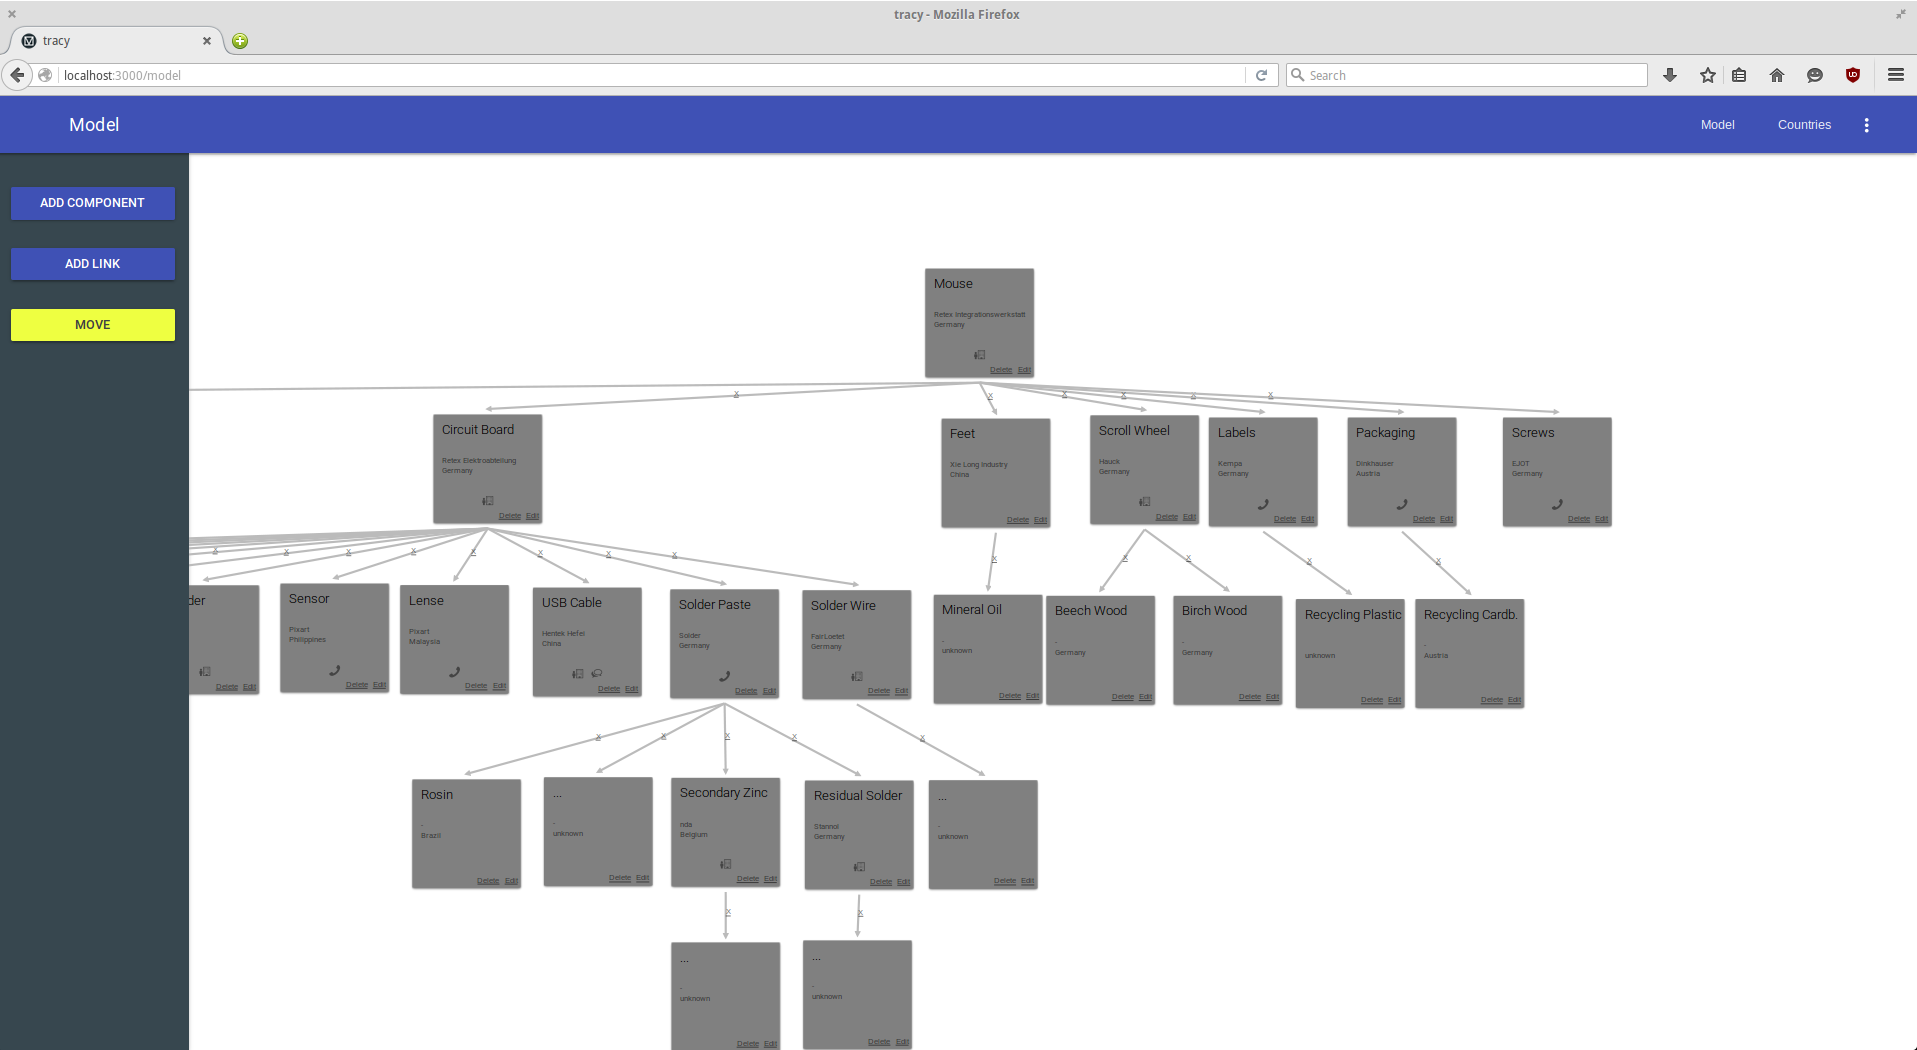 tracy - Mozilla Firefox
tracy
localhost:3000/model
Search
Model
Model
Countries
ADD COMPONENT
ADD LINK
MOVE
Mouse
Retex Integrationswerkstatt
Germany
Delete Edit
x
x
x
x
x
x
Circuit Board
Retex Elektroabteilung
Germany
Delete Edit
Feet
Xie Long Industry
China
Delete Edit
Scroll Wheel
Hauck
Germany
Delete Edit
Labels
Kempa
Germany
Delete Edit
Packaging
Dinkhauser
Austria
Delete Edit
Screws
EJOT
Germany
Delete Edit
x
x
x
x
x
x
x
x
x
x
x
x
x
der
Delete Edit
Sensor
Pixart
Philippines
Delete Edit
Lense
Pixart
Malaysia
Delete Edit
USB Cable
Hentek Hefei
China
Delete Edit
Solder Paste
Solder
Germany
Delete Edit
Solder Wire
FairLoetet
Germany
Delete Edit
Mineral Oil
-
unknown
Delete Edit
Beech Wood
-
Germany
Delete Edit
Birch Wood
-
Germany
Delete Edit
Recycling Plastic
unknown
Delete Edit
Recycling Cardb.
-
Austria
Delete Edit
x
x
x
x
x
Rosin
-
Brazil
Delete Edit
...
-
unknown
Delete Edit
Secondary Zinc
nda
Belgium
Delete Edit
Residual Solder
Stannol
Germany
Delete Edit
...
-
unknown
Delete Edit
x
x
...
-
unknown
Delete Edit
...
-
unknown
Delete Edit